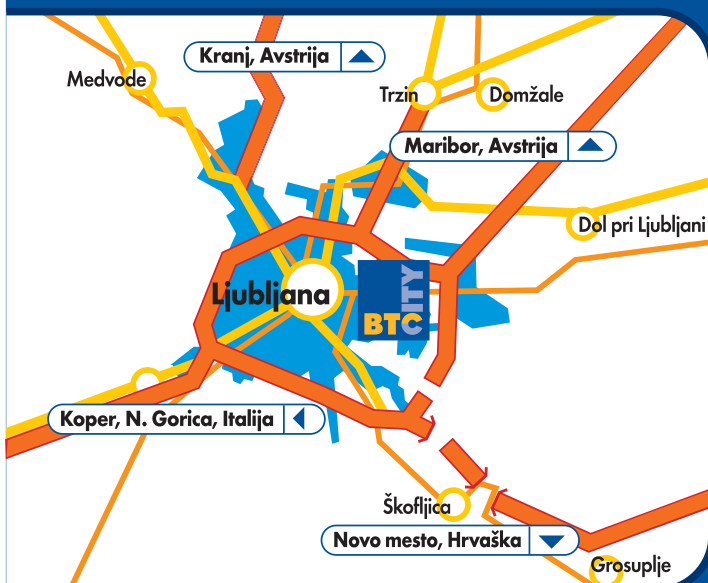 Kranj, Avstrija
Medvode
Trzin
Domžale
Maribor, Avstrija
Dol pri Ljubljani
Ljubljana
BTC CITY
Koper, N. Gorica, Italija
Škofljica
Novo mesto, Hrvaška
Grosuplje